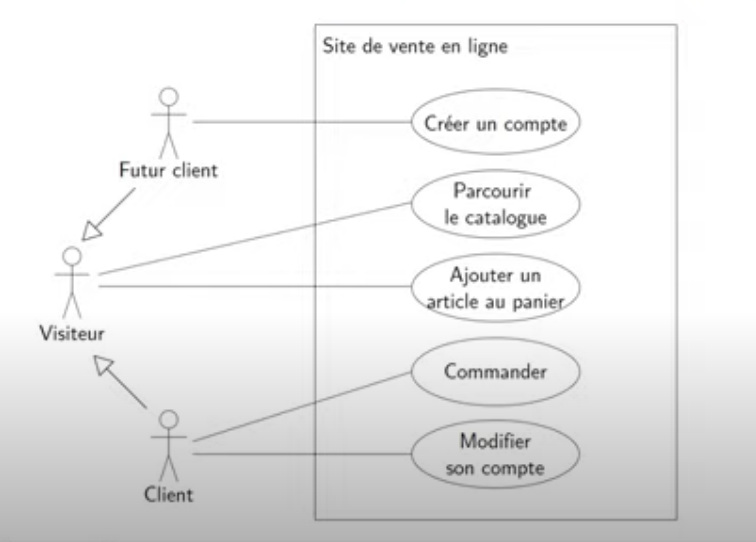 Site de vente en ligne
Créer un compte
Futur client
Parcourir
le catalogue
Ajouter un
article au panier
Visiteur
Commander
Modifier
son compte
Client